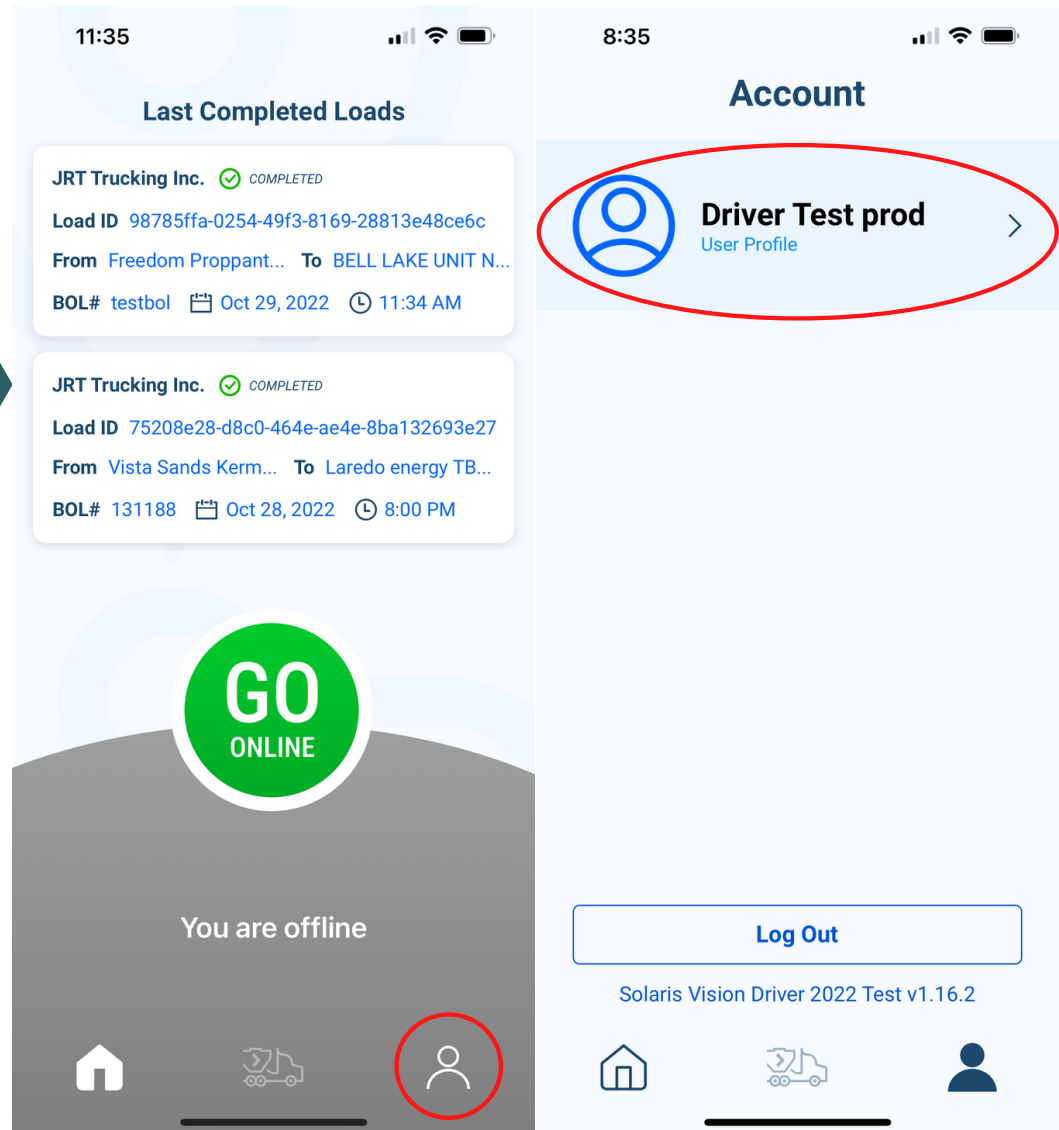 11:35
Last Completed Loads
JRT Trucking Inc. COMPLETED
Load ID 98785ffa-0254-49f3-8169-28813e48ce6c
From Freedom Proppant... To BELL LAKE UNIT N...
BOL# testbol Oct 29, 2022 11:34 AM
JRT Trucking Inc. COMPLETED
Load ID 75208e28-d8c0-464e-ae4e-8ba132693e27
From Vista Sands Kerm... To Laredo energy TB...
BOL# 131188 Oct 28, 2022 8:00 PM
GO
ONLINE
You are offline
8:35
Account
Driver Test prod
User Profile
Log Out
Solaris Vision Driver 2022 Test v1.16.2